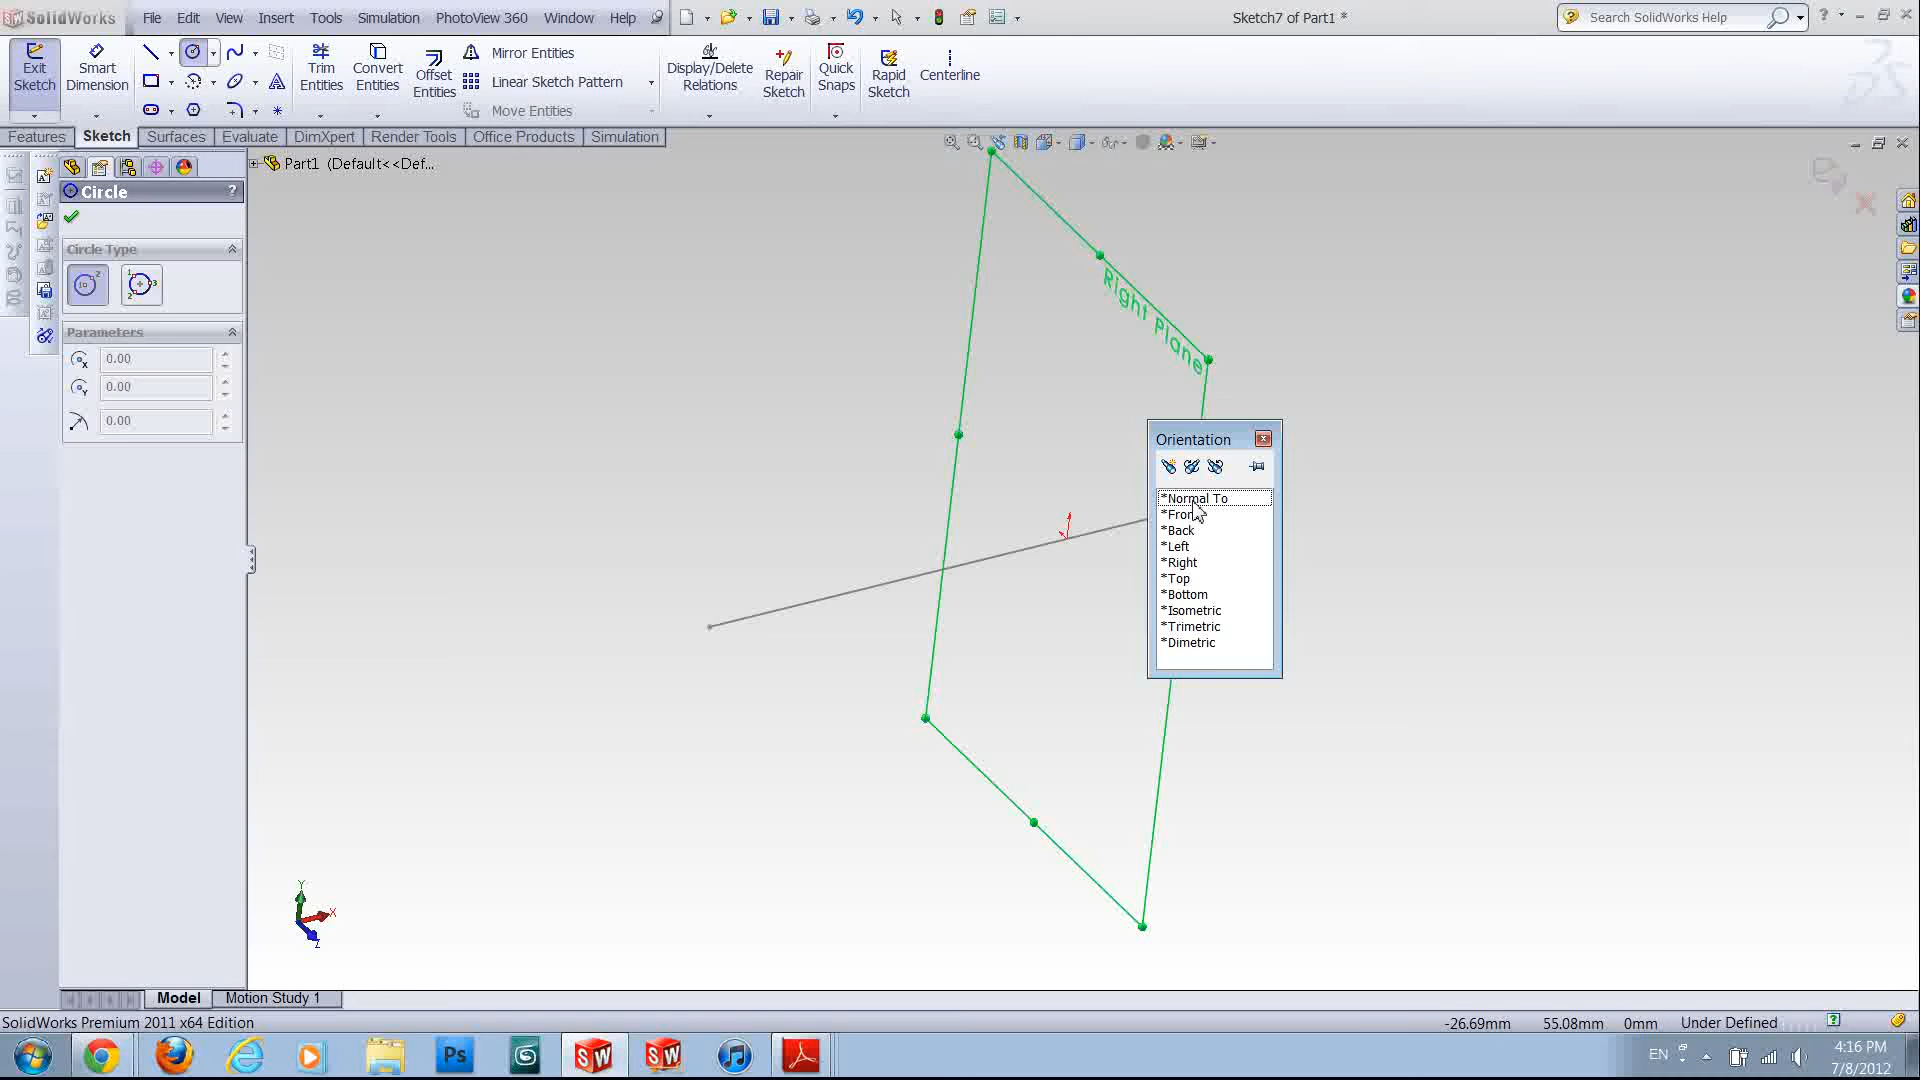 SolidWorks File Edit View Insert Tools Simulation PhotoView 360 Window Help Sketch7 of Part1 * Search SolidWorks Help
Exit Sketch
Smart Dimension
Trim Entities
Convert Entities
Offset Entities
Mirror Entities
Linear Sketch Pattern
Move Entities
Display/Delete Relations
Repair Sketch
Quick Snaps
Rapid Sketch
Centerline
Features Sketch Surfaces Evaluate DimXpert Render Tools Office Products Simulation
Part1 (Default<<Def...
Circle ?
Circle Type
Parameters
0.00
0.00
0.00
Right Plane
Orientation
*Normal To
*Fron
*Back
*Left
*Right
*Top
*Bottom
*Isometric
*Trimetric
*Dimetric
Y
X
Z
Model Motion Study 1
SolidWorks Premium 2011 x64 Edition -26.69mm 55.08mm 0mm Under Defined
Ps SW SW EN 4:16 PM
7/8/2012